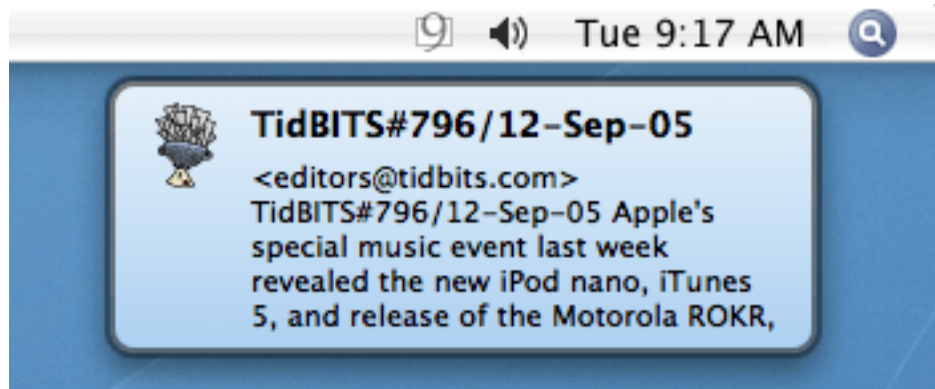 9 Tue 9:17 AM
TidBITS#796/12-Sep-05
<editors@tidbits.com>
TidBITS#796/12-Sep-05 Apple's
special music event last week
revealed the new iPod nano, iTunes
5, and release of the Motorola ROKR,